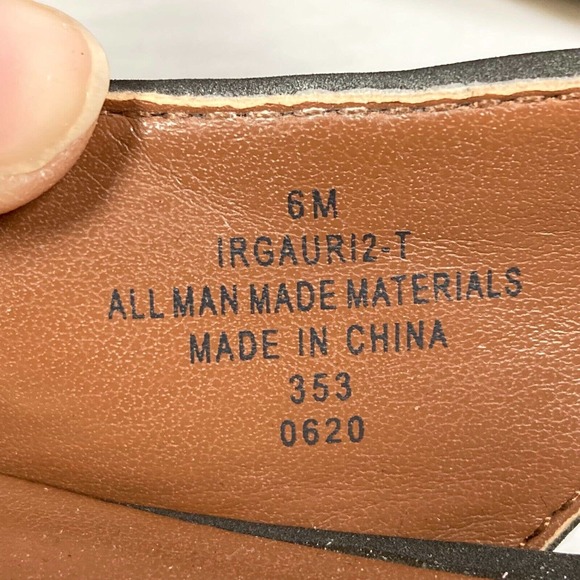 6M
IRGAURI2-T
ALL MAN MADE MATERIALS
MADE IN CHINA
353
0620